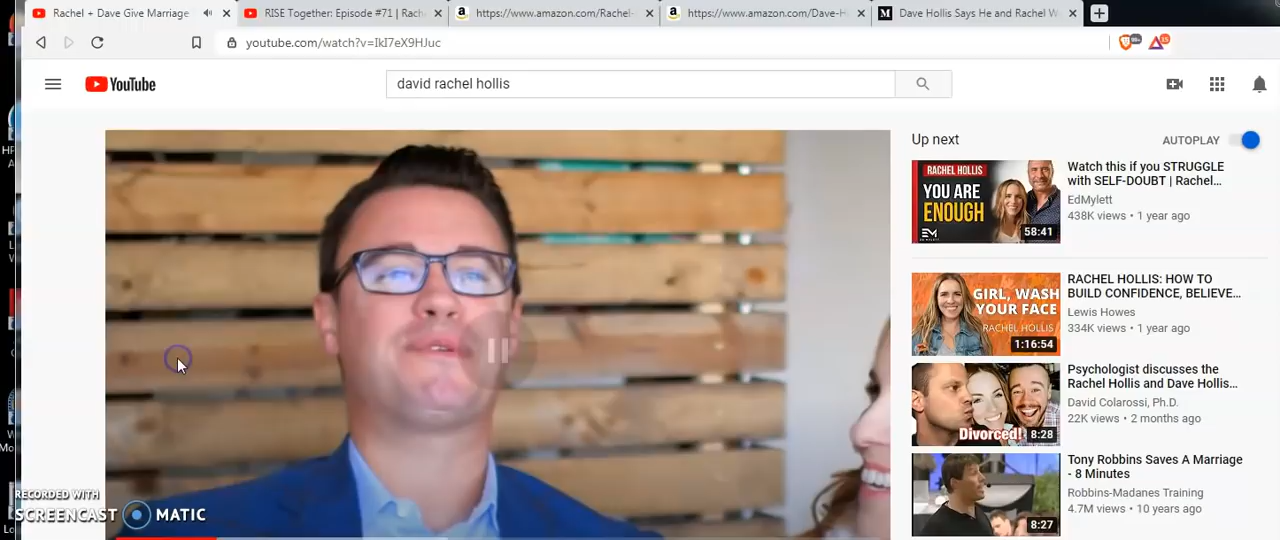 Rachel + Dave Give Marriage
RISE Together: Episode #71 | Rach
https://www.amazon.com/Rachel-
https://www.amazon.com/Dave-H
Dave Hollis Says He and Rachel W
youtube.com/watch?v=IkI7eX9HJuc
99+
15
YouTube
david rachel hollis
Up next
AUTOPLAY
RACHEL HOLLIS
YOU ARE
ENOUGH
EM
58:41
Watch this if you STRUGGLE
with SELF-DOUBT | Rachel...
EdMylett
438K views • 1 year ago
GIRL, WASH
YOUR FACE
RACHEL HOLLIS
1:16:54
RACHEL HOLLIS: HOW TO
BUILD CONFIDENCE, BELIEVE...
Lewis Howes
334K views • 1 year ago
Divorced!
8:28
Psychologist discusses the
Rachel Hollis and Dave Hollis...
David Colarossi, Ph.D.
22K views • 2 months ago
8:27
Tony Robbins Saves A Marriage
- 8 Minutes
Robbins-Madanes Training
4.7M views • 10 years ago
RECORDED WITH
SCREENCAST MATIC